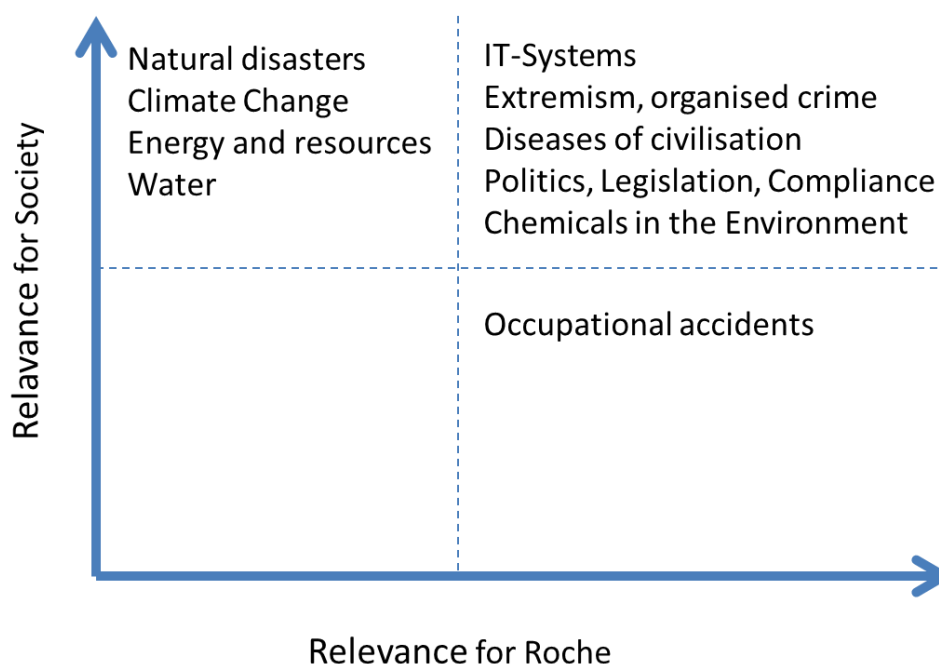 Relavance for Society
Natural disasters
Climate Change
Energy and resources
Water
IT-Systems
Extremism, organised crime
Diseases of civilisation
Politics, Legislation, Compliance
Chemicals in the Environment
Occupational accidents
Relevance for Roche